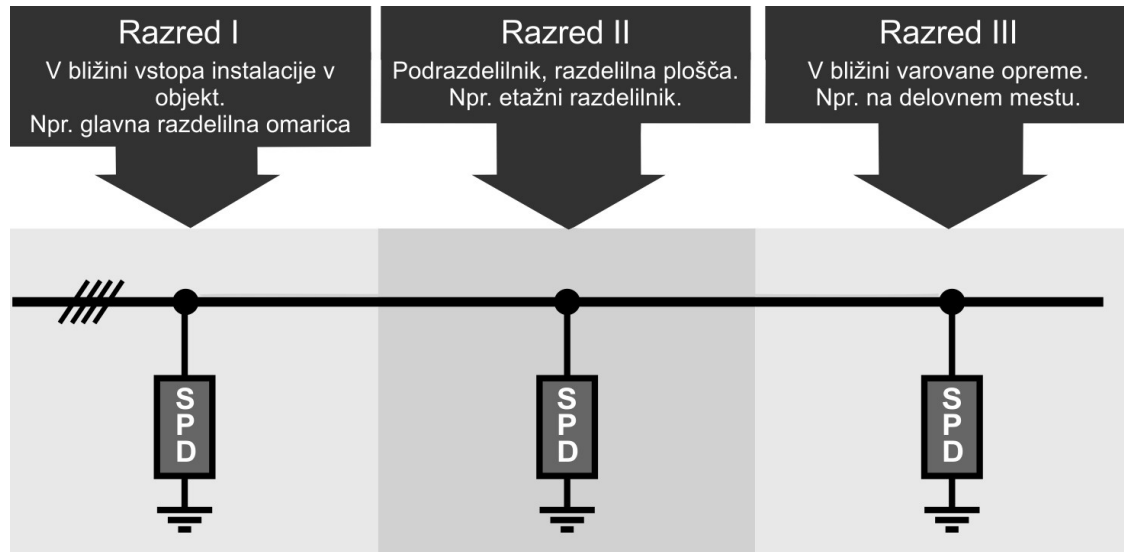 Razred I
V bližini vstopa instalacije v
objekt.
Npr. glavna razdelilna omarica
Razred II
Podrazdelilnik, razdelilna plošča.
Npr. etažni razdelilnik.
Razred III
V bližini varovane opreme.
Npr. na delovnem mestu.
S
P
D
S
P
D
S
P
D